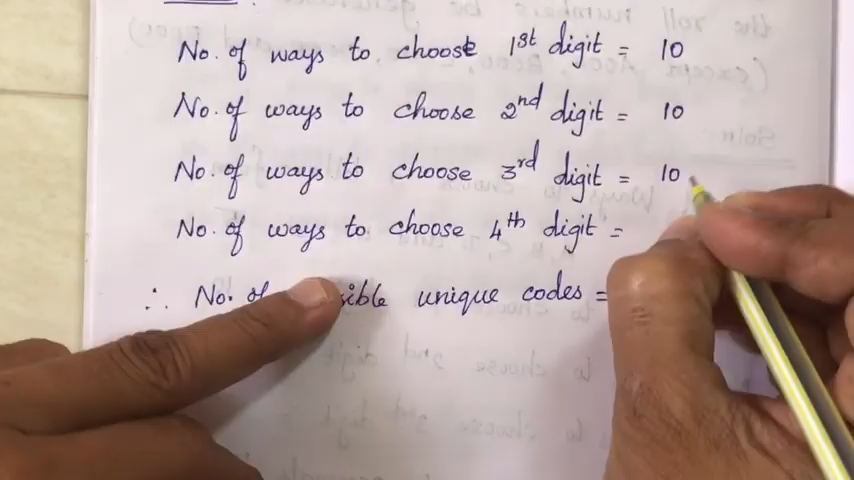 No. of ways to choose 1st digit = 10
No. of ways to choose 2nd digit = 10
No. of ways to choose 3rd digit = 10
No. of ways to choose 4th digit =
∴ No. of sible unique codes =